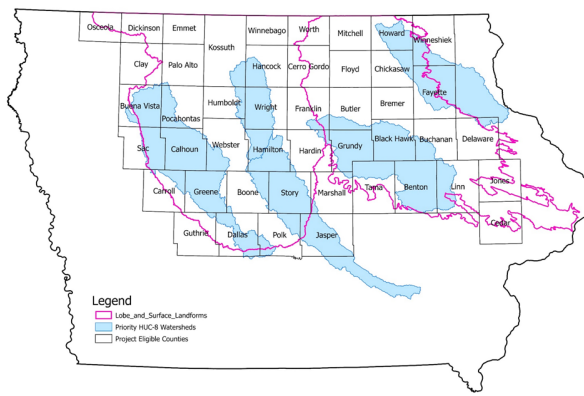 Osceola Dickinson Emmet Winnebago Worth Mitchell Howard Winneshiek
Kossuth
Clay Palo Alto Hancock Cerro Gordo Floyd Chickasaw
Fayette
Buena Vista Pocahontas Humboldt Wright Franklin Butler Bremer
Sac Calhoun Webster Hamilton Hardin Grundy Black Hawk Buchanan Delaware
Carroll Greene Boone Story Marshall Tama Benton Linn Jones
Guthrie Dallas Polk Jasper Cedar
Legend
Lobe_and_Surface_Landforms
Priority HUC-8 Watersheds
Project Eligible Counties